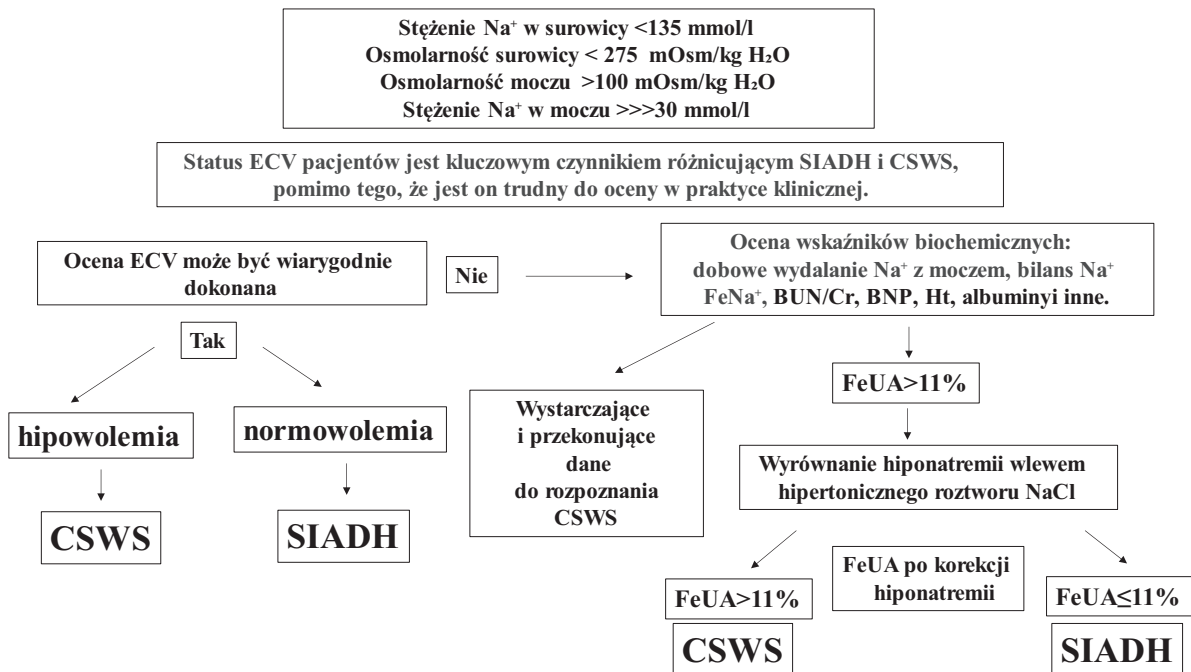 Stężenie Na⁺ w surowicy <135 mmol/l
Osmolarność surowicy < 275 mOsm/kg H₂O
Osmolarność moczu >100 mOsm/kg H₂O
Stężenie Na⁺ w moczu >>>30 mmol/l
Status ECV pacjentów jest kluczowym czynnikiem różnicującym SIADH i CSWS,
pomimo tego, że jest on trudny do oceny w praktyce klinicznej.
Ocena ECV może być wiarygodnie
dokonana
Nie
Ocena wskaźników biochemicznych:
dobowe wydalanie Na⁺ z moczem, bilans Na⁺
FeNa⁺, BUN/Cr, BNP, Ht, albuminyi inne.
Tak
hipowolemia
normowolemia
CSWS
SIADH
Wystarczające
i przekonujące
dane
do rozpoznania
CSWS
FeUA>11%
Wyrównanie hiponatremii wlewem
hipertonicznego roztworu NaCl
FeUA po korekcji
hiponatremii
FeUA>11%
CSWS
FeUA≤11%
SIADH